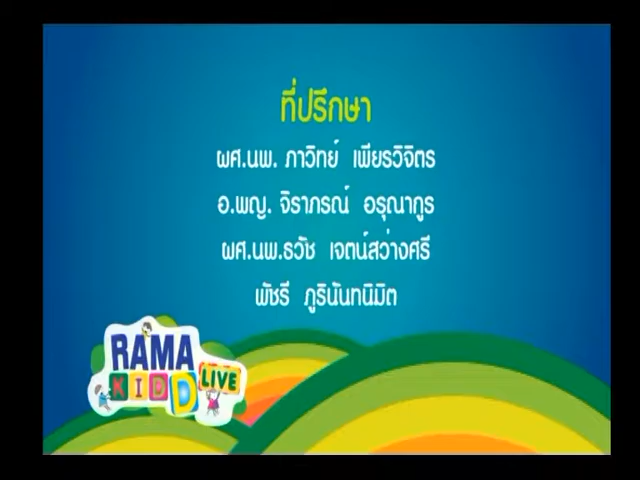 ที่ปรึกษา
ผศ.นพ. ภาวิทย์ เพียรวิจิตร
อ.พญ. จิราภรณ์ อรุณากูร
ผศ.นพ.ธวัช เจตน์สว่างศรี
พัชรี ภูรินันทนิมิต
RAMA
KIDD LIVE